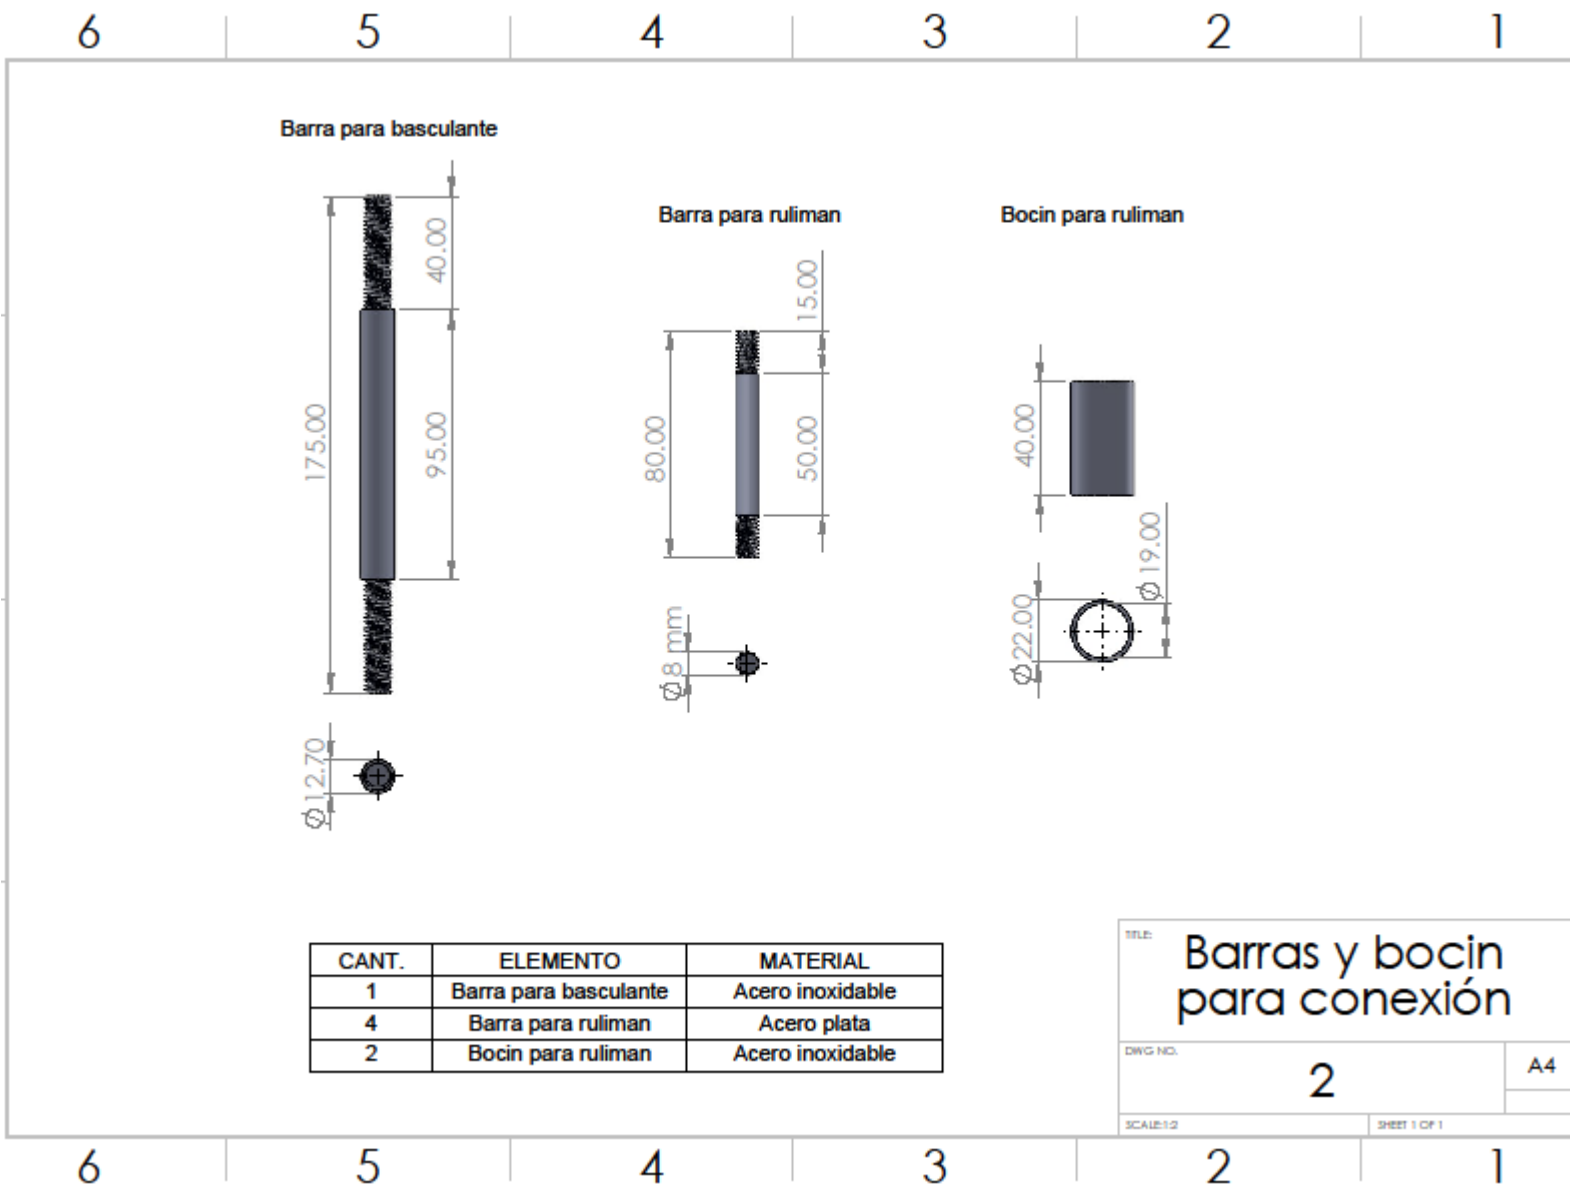 6 5 4 3 2 1
Barra para basculante
Barra para ruliman
Bocin para ruliman
40.00
175.00
95.00
Ø12.70
15.00
80.00
50.00
Ø8 mm
40.00
Ø19.00
Ø22.00
CANT. ELEMENTO MATERIAL
1 Barra para basculante Acero inoxidable
4 Barra para ruliman Acero plata
2 Bocin para ruliman Acero inoxidable
TITLE:
Barras y bocin
para conexión
DWG NO.
2
A4
SCALE:1:2
SHEET 1 OF 1
6 5 4 3 2 1